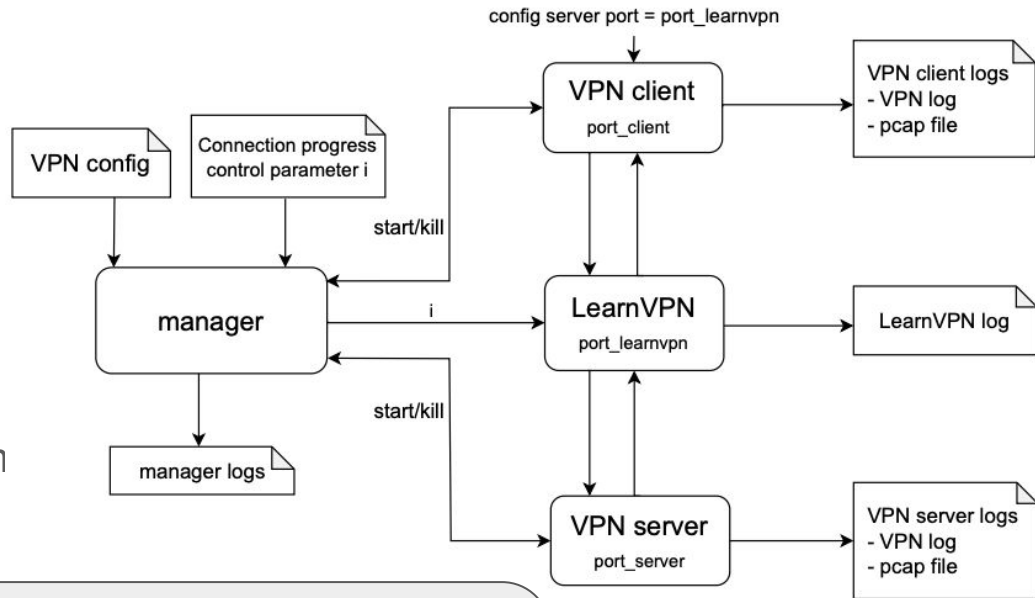 config server port = port_learnvpn
VPN client
port_client
VPN client logs
- VPN log
- pcap file
VPN config
Connection progress
control parameter i
start/kill
manager
i
LearnVPN
port_learnvpn
LearnVPN log
start/kill
manager logs
VPN server
port_server
VPN server logs
- VPN log
- pcap file